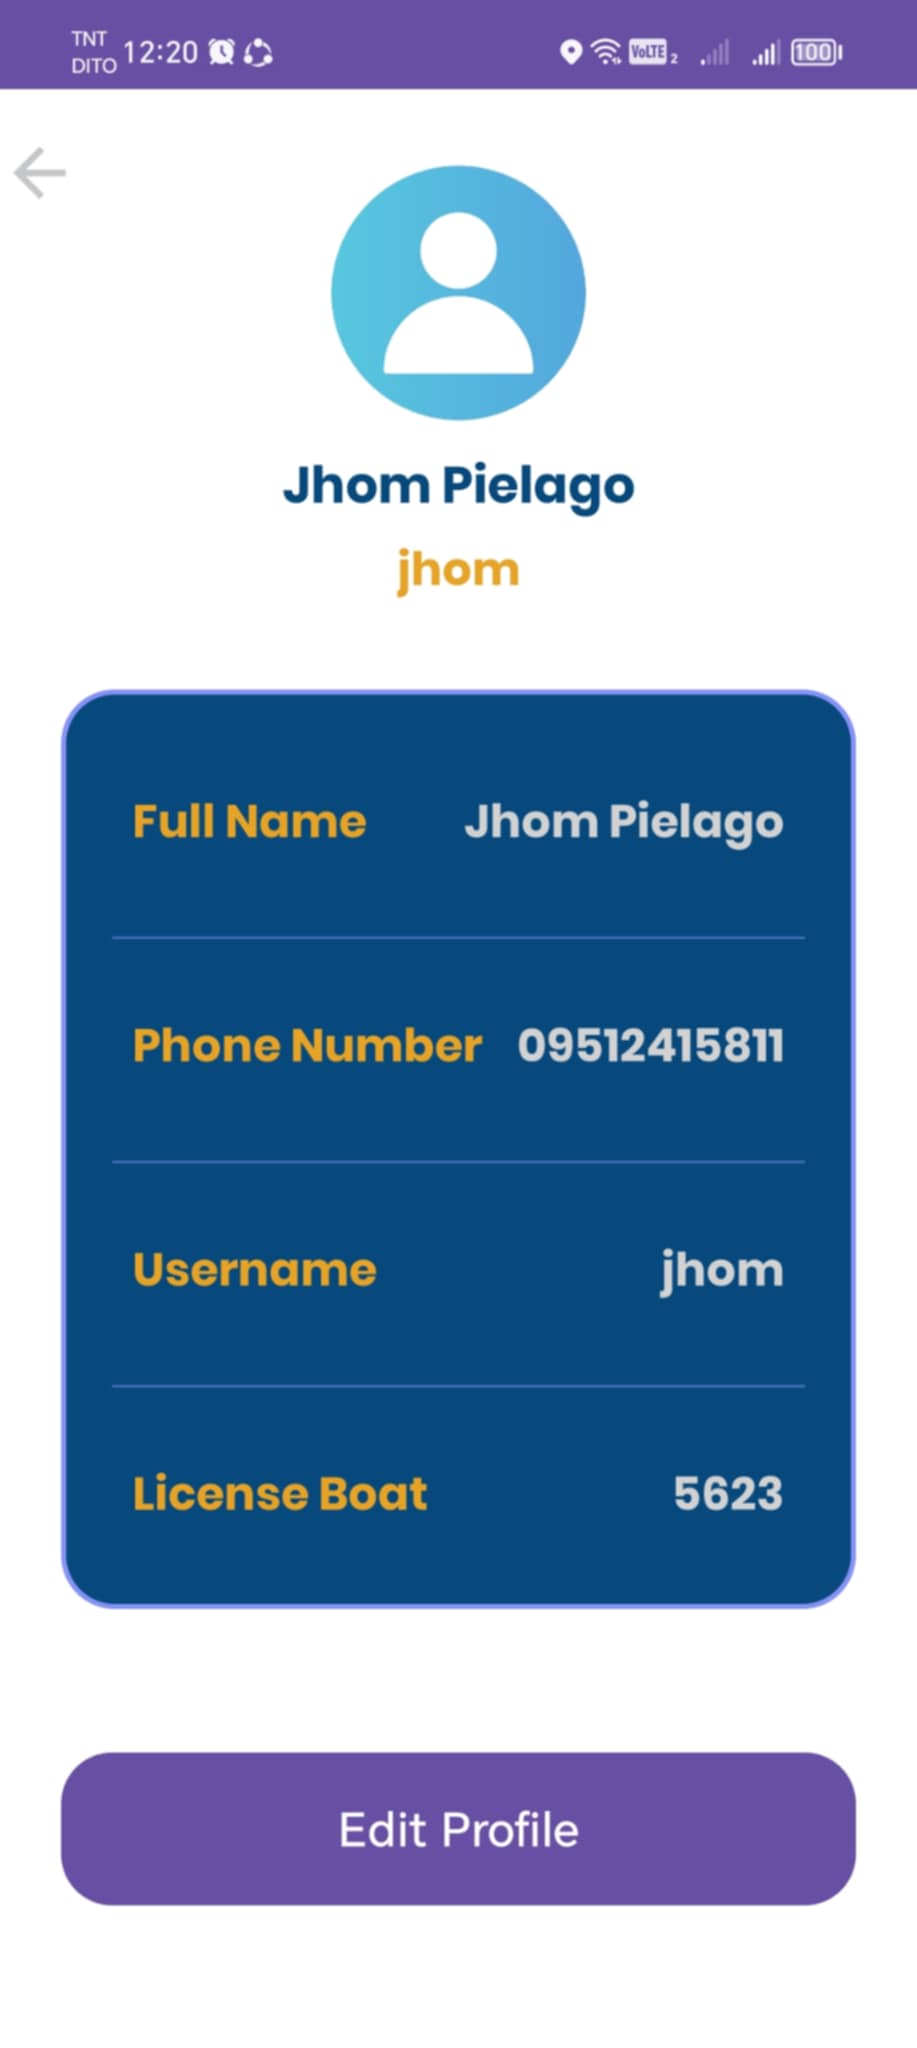 TNT
DITO
12:20
VoLTE 2
100
Jhom Pielago
jhom
Full Name Jhom Pielago
Phone Number 09512415811
Username jhom
License Boat 5623
Edit Profile